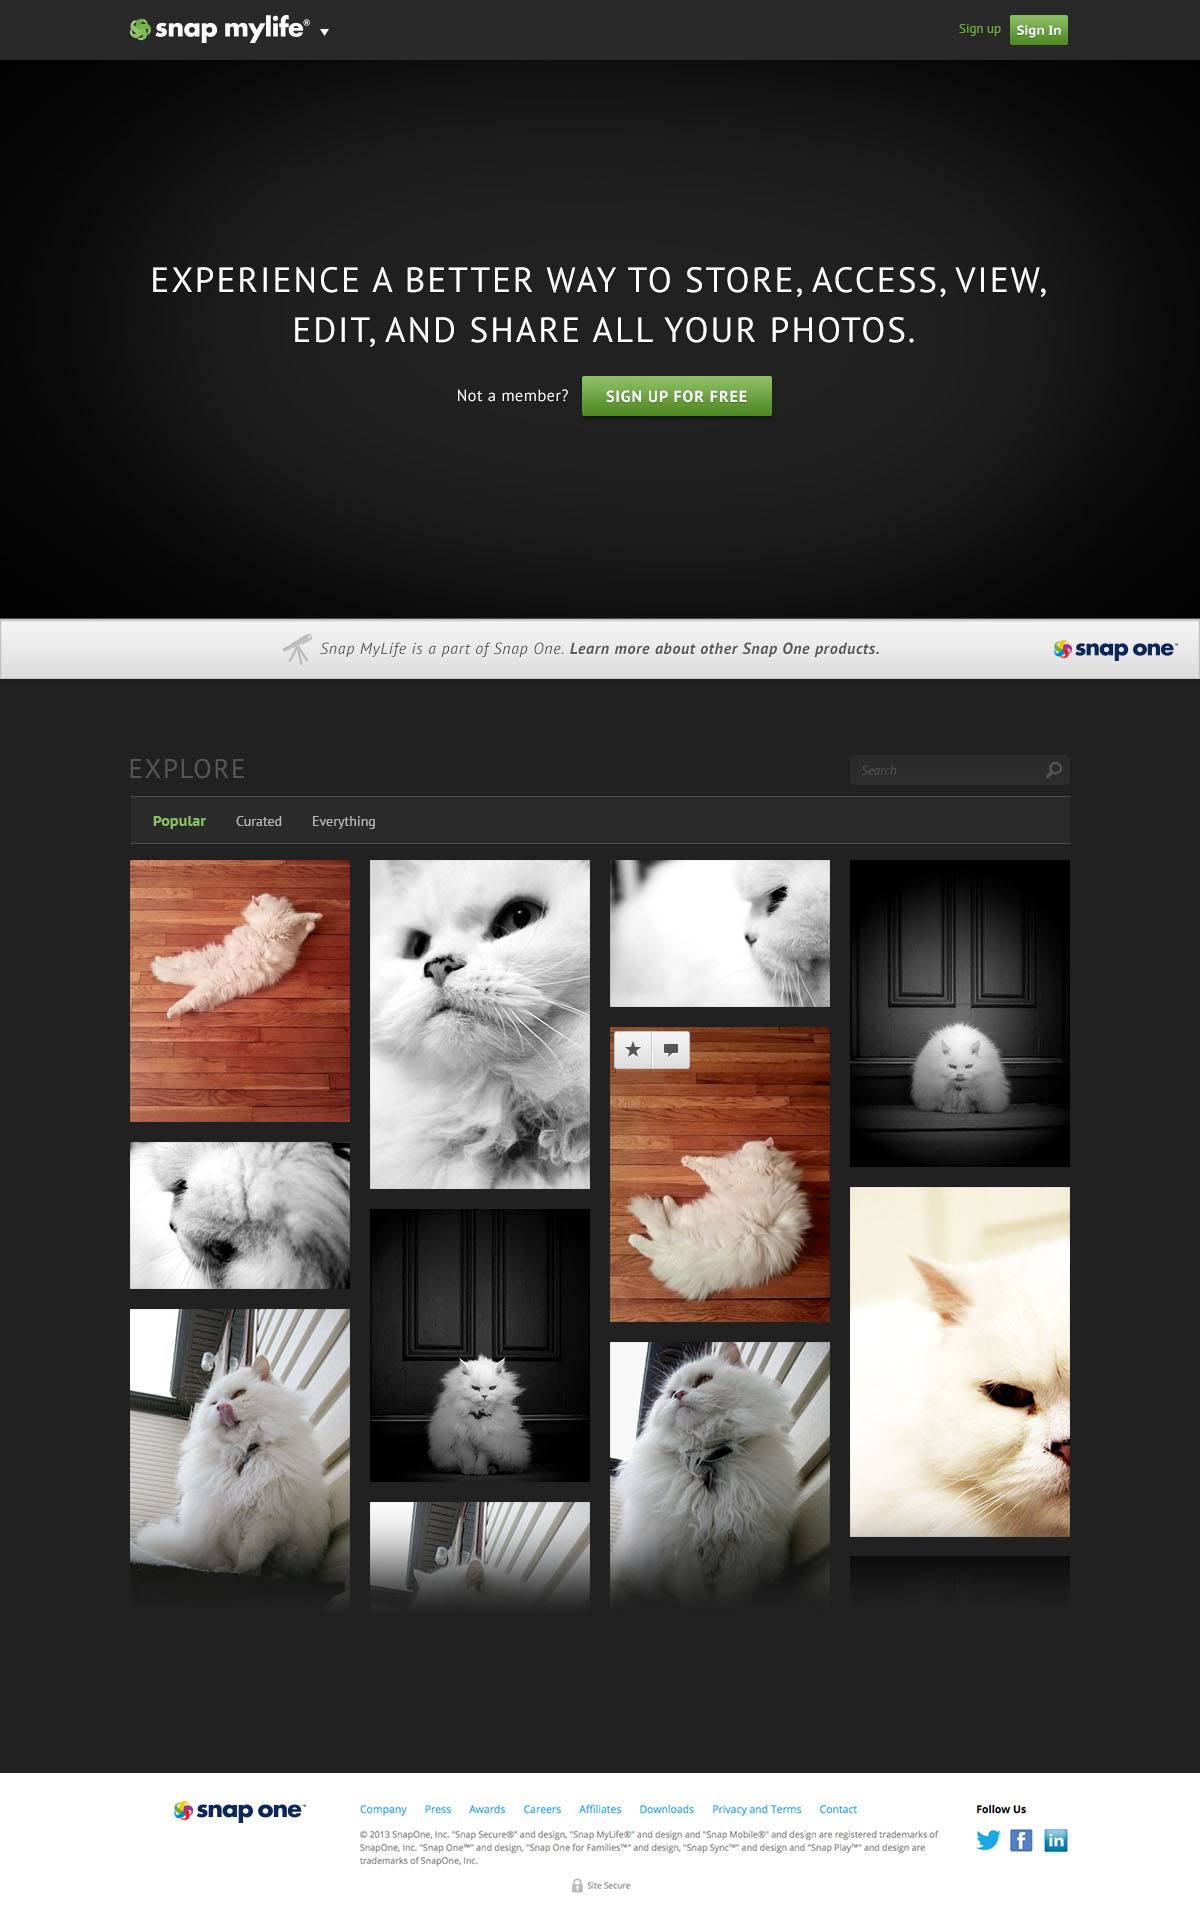 snap mylife®
Sign up
Sign In
EXPERIENCE A BETTER WAY TO STORE, ACCESS, VIEW,
EDIT, AND SHARE ALL YOUR PHOTOS.
Not a member?
SIGN UP FOR FREE
Snap MyLife is a part of Snap One. Learn more about other Snap One products.
snap one™
EXPLORE
Search
Popular
Curated
Everything
snap one™
Company
Press
Awards
Careers
Affiliates
Downloads
Privacy and Terms
Contact
© 2013 SnapOne, Inc. "Snap Secure®" and design, "Snap MyLife®" and design and "Snap Mobile®" and design are registered trademarks of
SnapOne, Inc. "Snap One™" and design, "Snap One for Families™" and design, "Snap Sync™" and design and "Snap Play™" and design are
trademarks of SnapOne, Inc.
Site Secure
Follow Us
f
in